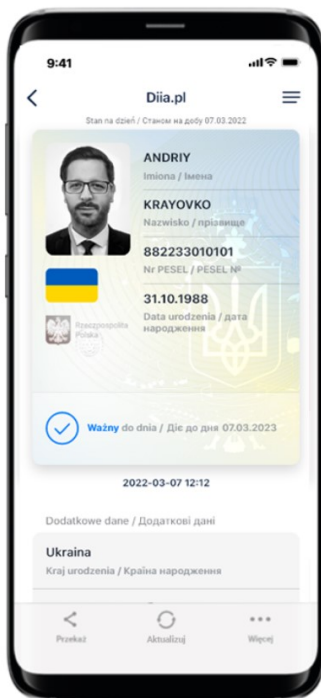 9:41
Diia.pl
Stan na dzień / Станом на добу 07.03.2022
ANDRIY
Imiona / Імена
KRAYOVKO
Nazwisko / прізвище
882233010101
Nr PESEL / PESEL №
31.10.1988
Data urodzenia / дата
народження
Rzeczpospolita
Polska
Ważny do dnia / Діє до дня 07.03.2023
2022-03-07 12:12
Dodatkowe dane / Додаткові дані
Ukraina
Kraj urodzenia / Країна народження
Przekaż
Aktualizuj
Więcej